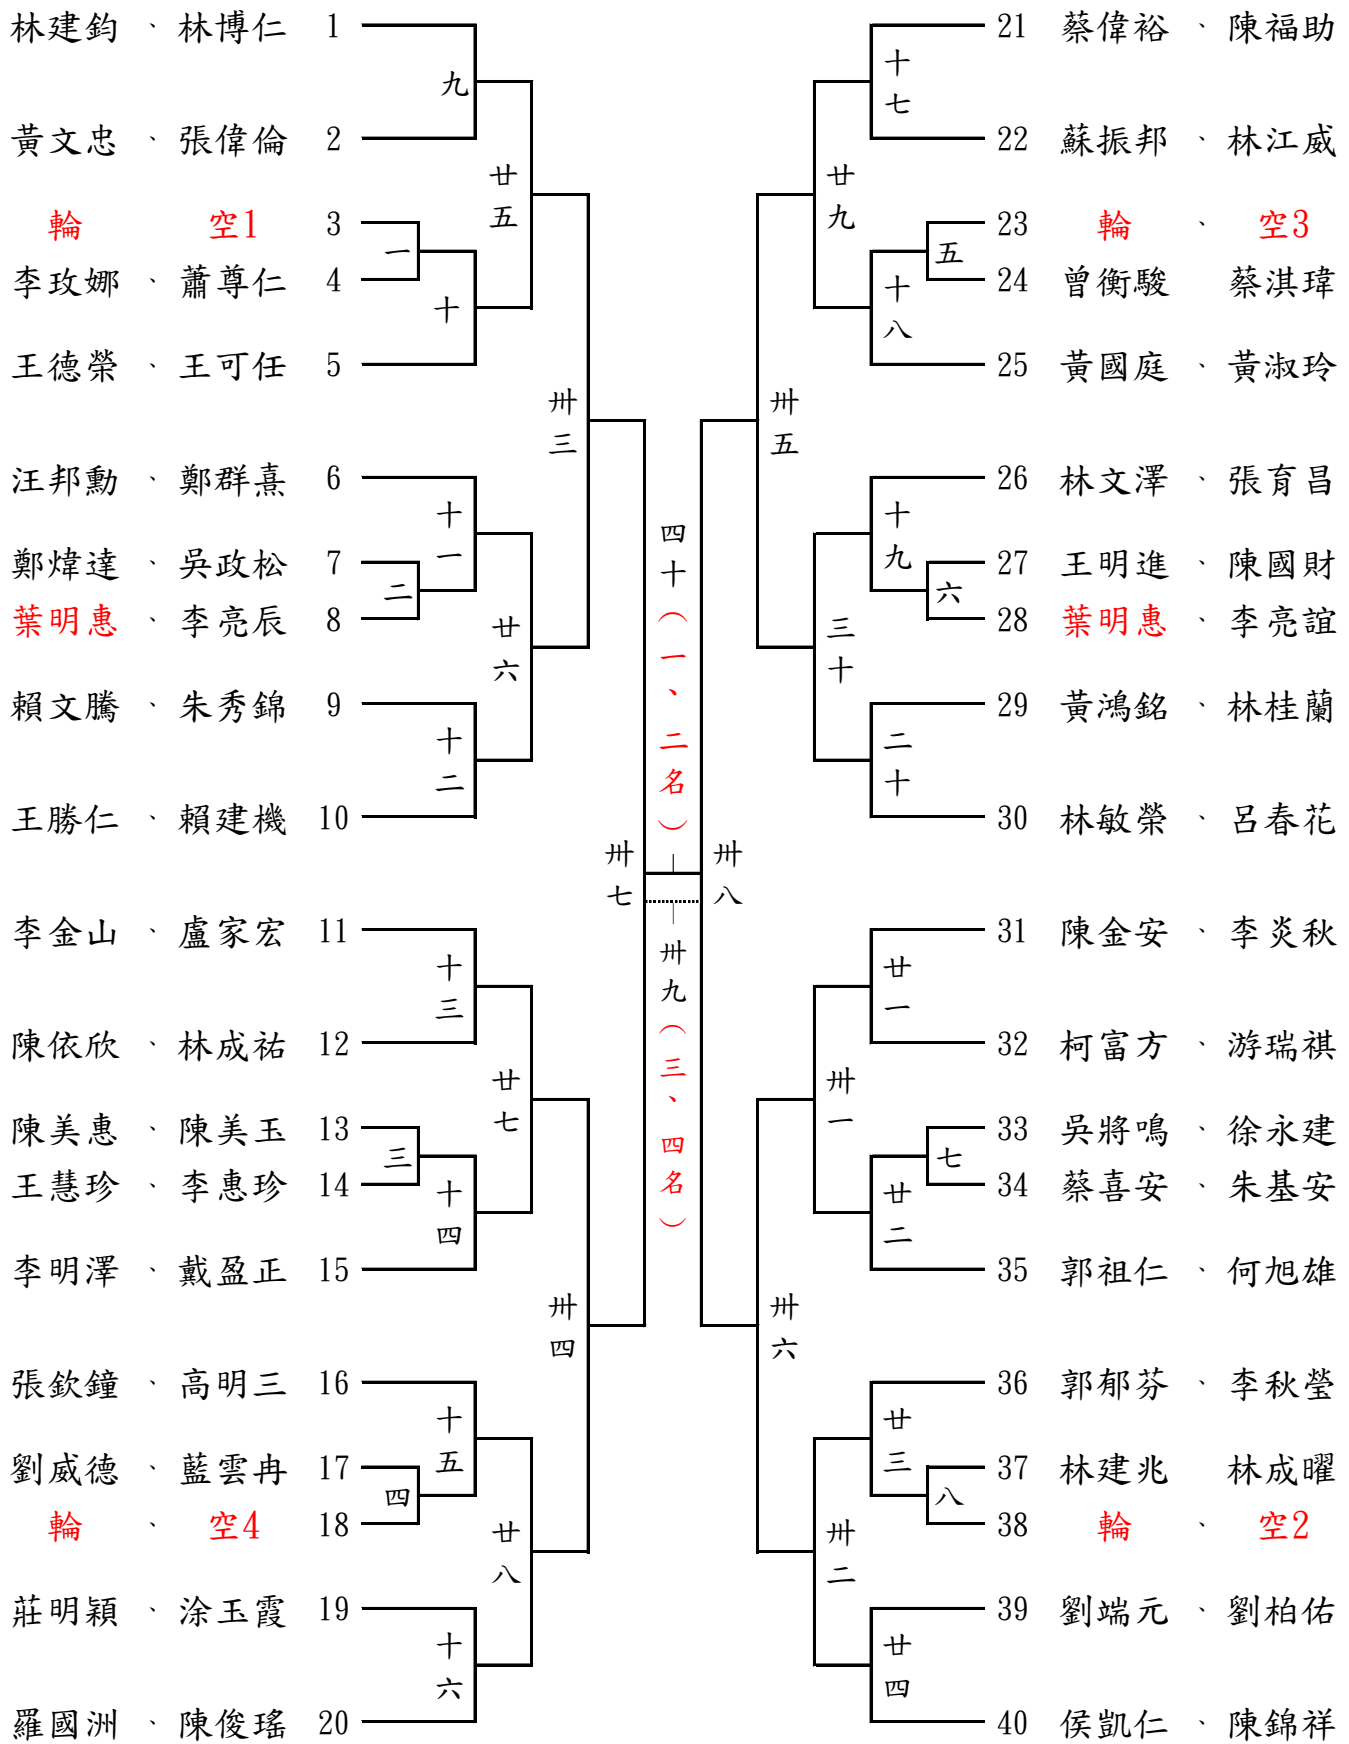 林建鈞 、 林博仁 1
黃文忠 、 張偉倫 2
輪 空1 3
李玫娜 、 蕭尊仁 4
王德榮 、 王可任 5
汪邦勳 、 鄭群熹 6
鄭煒達 、 吳政松 7
葉明惠 、 李亮辰 8
賴文騰 、 朱秀錦 9
王勝仁 、 賴建機 10
李金山 、 盧家宏 11
陳依欣 、 林成祐 12
陳美惠 、 陳美玉 13
王慧珍 、 李惠珍 14
李明澤 、 戴盈正 15
張欽鐘 、 高明三 16
劉威德 、 藍雲冉 17
輪 、 空4 18
莊明穎 、 涂玉霞 19
羅國洲 、 陳俊瑤 20
一
二
三
四
九
十
十一
十二
十三
十四
十五
十六
廿五
廿六
廿七
廿八
卅三
卅四
卅七
四十（一、二名）
卅九（三、四名）
卅八
卅五
卅六
廿九
三十
卅一
卅二
十七
十八
十九
二十
廿一
廿二
廿三
廿四
五
六
七
八
21 蔡偉裕 、 陳福助
22 蘇振邦 、 林江威
23 輪 、 空3
24 曾衡駿 蔡淇瑋
25 黃國庭 、 黃淑玲
26 林文澤 、 張育昌
27 王明進 、 陳國財
28 葉明惠 、 李亮誼
29 黃鴻銘 、 林桂蘭
30 林敏榮 、 呂春花
31 陳金安 、 李炎秋
32 柯富方 、 游瑞祺
33 吳將鳴 、 徐永建
34 蔡喜安 、 朱基安
35 郭祖仁 、 何旭雄
36 郭郁芬 、 李秋瑩
37 林建兆 林成曜
38 輪 、 空2
39 劉端元 、 劉柏佑
40 侯凱仁 、 陳錦祥